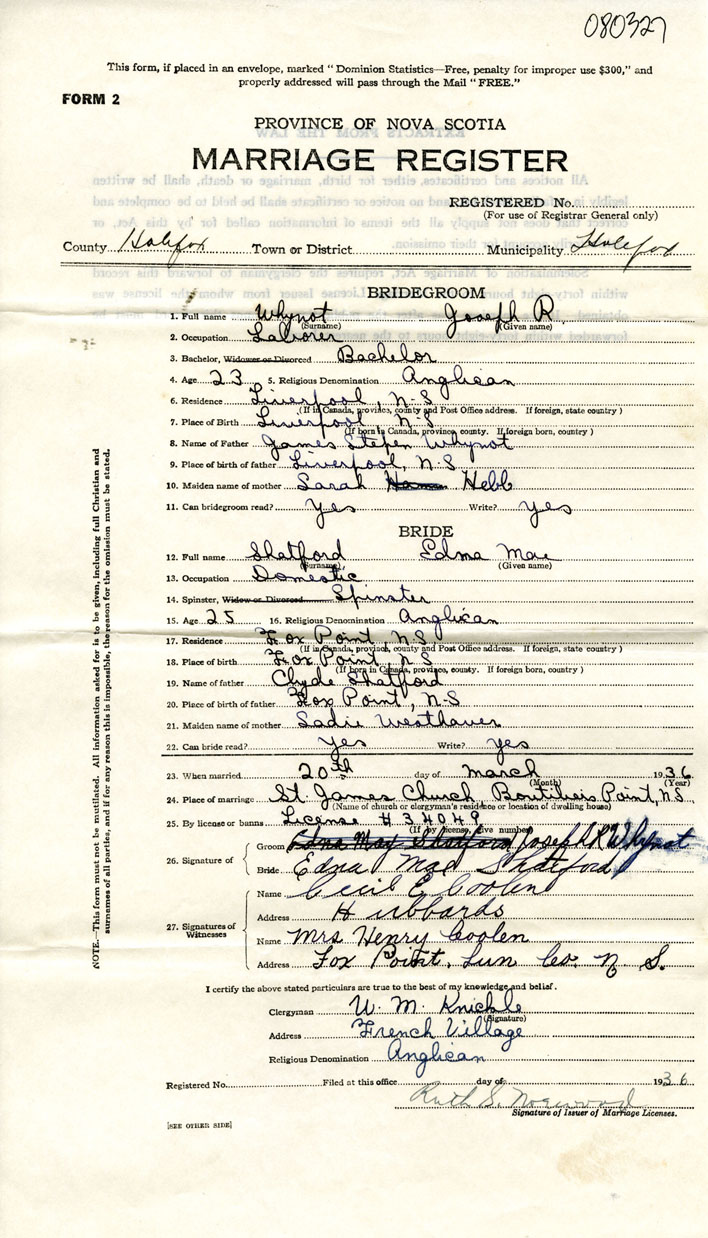 080327
This form, if placed in an envelope, marked "Dominion Statistics—Free, penalty for improper use $300," and
properly addressed will pass through the Mail "FREE."
FORM 2
PROVINCE OF NOVA SCOTIA
MARRIAGE REGISTER
REGISTERED No.
(For use of Registrar General only)
County Halifax Town or District Municipality Halifax
BRIDEGROOM
1. Full name Whynot Joseph R.
(Surname) (Given name)
2. Occupation Laborer
3. Bachelor, Widower or Divorced Bachelor
4. Age 23 5. Religious Denomination Anglican
6. Residence Liverpool, N-S
(If in Canada, province, county and Post Office address. If foreign, state country)
7. Place of Birth Liverpool, N-S
(If born in Canada, province, county. If foreign born, country)
8. Name of Father James Stepen Whynot
9. Place of birth of father Liverpool, N-S
10. Maiden name of mother Sarah Hebb
11. Can bridegroom read? yes Write? yes
BRIDE
12. Full name Shatford Edna Mae
(Surname) (Given name)
13. Occupation Domestic
14. Spinster, Widow or Divorced Spinster
15. Age 25 16. Religious Denomination Anglican
17. Residence Fox Point, N-S
(If in Canada, province, county and Post Office address. If foreign, state country)
18. Place of birth Fox Point, N-S
(If born in Canada, province, county. If foreign born, country)
19. Name of father Clyde Shatford
20. Place of birth of father Fox Point, N-S
21. Maiden name of mother Sadie Westhaver
22. Can bride read? yes Write? yes
23. When married 20th day of March 1936
(Month) (Year)
24. Place of marriage St James Church, Boutiliers Point, N-S
(Name of church or clergyman's residence or location of dwelling house)
25. By license or banns License # 34049
(If by license, give number)
26. Signature of
Groom Edna May Shatford Joseph R Whynot
Bride Edna Mae Shatford
27. Signatures of Witnesses
Name Cecil E Coolen
Address Hubbards
Name Mrs Henry Coolen
Address Fox Point, Lun Co. N. S.
I certify the above stated particulars are true to the best of my knowledge and belief.
Clergyman W. M. Knickle
(Signature)
Address French Village
Religious Denomination Anglican
Registered No. Filed at this office day of 1936
Ruth S. Norwood
Signature of Issuer of Marriage Licenses.
[SEE OTHER SIDE]
NOTE.—This form must not be mutilated. All information asked for is to be given, including full Christian and
surnames of all parties, and if for any reason this is impossible, the reason for the omission must be stated.